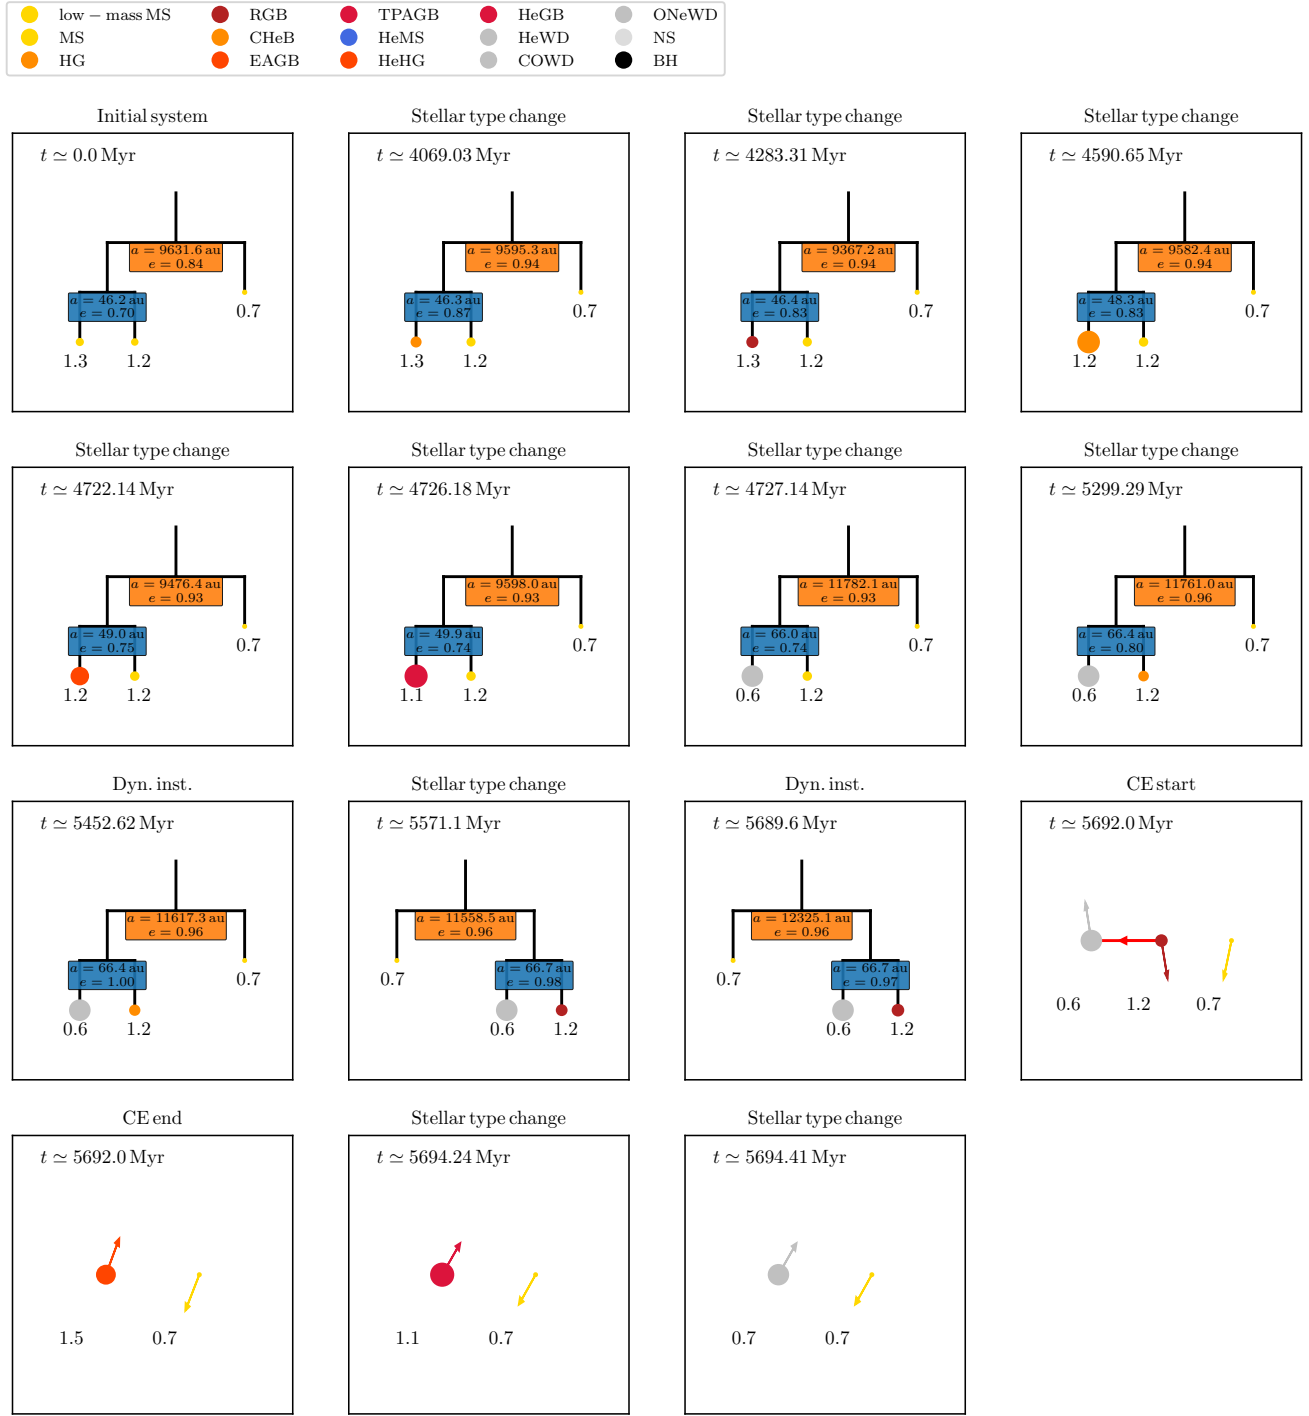 low − mass MS RGB TPAGB HeGB ONeWD
MS CHeB HeMS HeWD NS
HG EAGB HeHG COWD BH
Initial system
t ≃ 0.0 Myr
a = 9631.6 au
e = 0.84
a = 46.2 au
e = 0.70
0.7
1.3 1.2
Stellar type change
t ≃ 4069.03 Myr
a = 9595.3 au
e = 0.94
a = 46.3 au
e = 0.87
0.7
1.3 1.2
Stellar type change
t ≃ 4283.31 Myr
a = 9367.2 au
e = 0.94
a = 46.4 au
e = 0.83
0.7
1.3 1.2
Stellar type change
t ≃ 4590.65 Myr
a = 9582.4 au
e = 0.94
a = 48.3 au
e = 0.83
0.7
1.2 1.2
Stellar type change
t ≃ 4722.14 Myr
a = 9476.4 au
e = 0.93
a = 49.0 au
e = 0.75
0.7
1.2 1.2
Stellar type change
t ≃ 4726.18 Myr
a = 9598.0 au
e = 0.93
a = 49.9 au
e = 0.74
0.7
1.1 1.2
Stellar type change
t ≃ 4727.14 Myr
a = 11782.1 au
e = 0.93
a = 66.0 au
e = 0.74
0.7
0.6 1.2
Stellar type change
t ≃ 5299.29 Myr
a = 11761.0 au
e = 0.96
a = 66.4 au
e = 0.80
0.7
0.6 1.2
Dyn. inst.
t ≃ 5452.62 Myr
a = 11617.3 au
e = 0.96
a = 66.4 au
e = 1.00
0.7
0.6 1.2
Stellar type change
t ≃ 5571.1 Myr
a = 11558.5 au
e = 0.96
a = 66.7 au
e = 0.98
0.7
0.6 1.2
Dyn. inst.
t ≃ 5689.6 Myr
a = 12325.1 au
e = 0.96
a = 66.7 au
e = 0.97
0.7
0.6 1.2
CE start
t ≃ 5692.0 Myr
0.6 1.2 0.7
CE end
t ≃ 5692.0 Myr
1.5 0.7
Stellar type change
t ≃ 5694.24 Myr
1.1 0.7
Stellar type change
t ≃ 5694.41 Myr
0.7 0.7